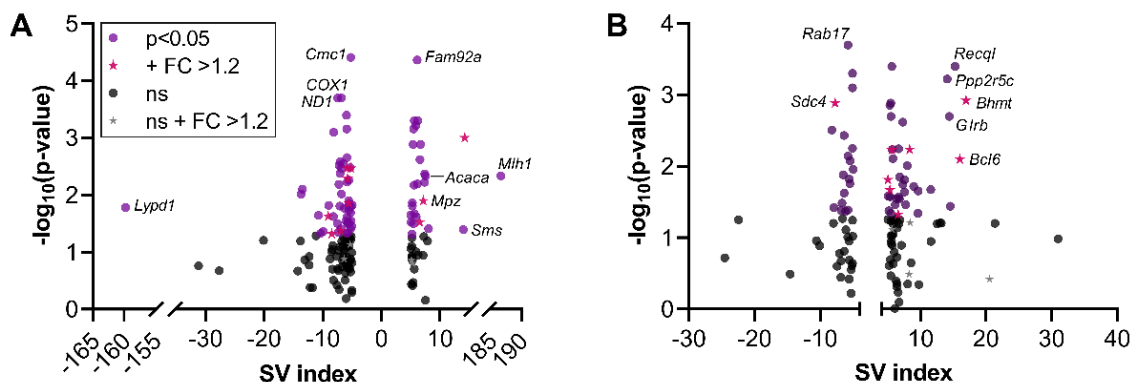 A
p<0.05
+ FC >1.2
ns
ns + FC >1.2
Cmc1
COX1
ND1
Fam92a
Mlh1
Acaca
Mpz
Sms
Lypd1
-log10(p-value)
6
5
4
3
2
1
0
-165
-160
-155
-30
-20
-10
0
10
185
190
SV index
B
Rab17
Sdc4
Recql
Ppp2r5c
Bhmt
Glrb
Bcl6
-log10(p-value)
4
3
2
1
0
-30
-20
-10
0
10
20
30
40
SV index